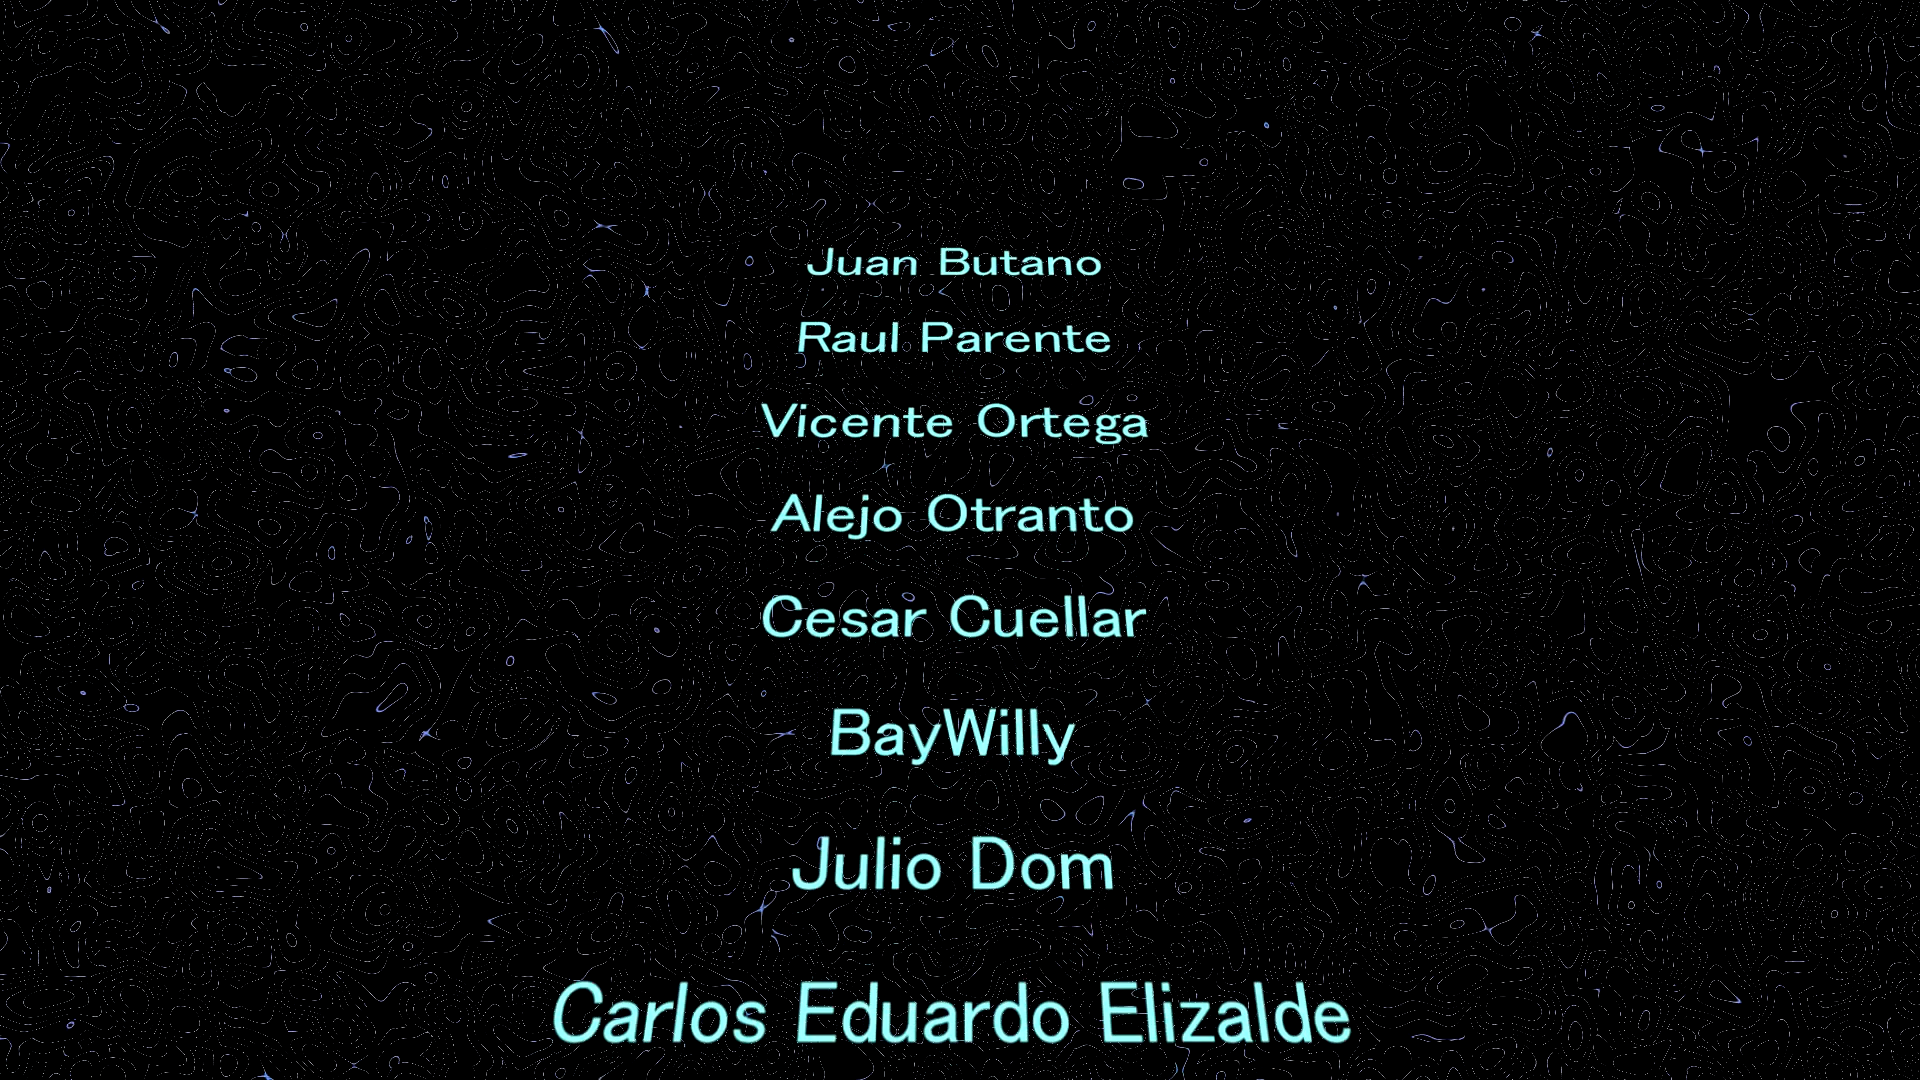 Juan Butano
Raul Parente
Vicente Ortega
Alejo Otranto
Cesar Cuellar
BayWilly
Julio Dom
Carlos Eduardo Elizalde